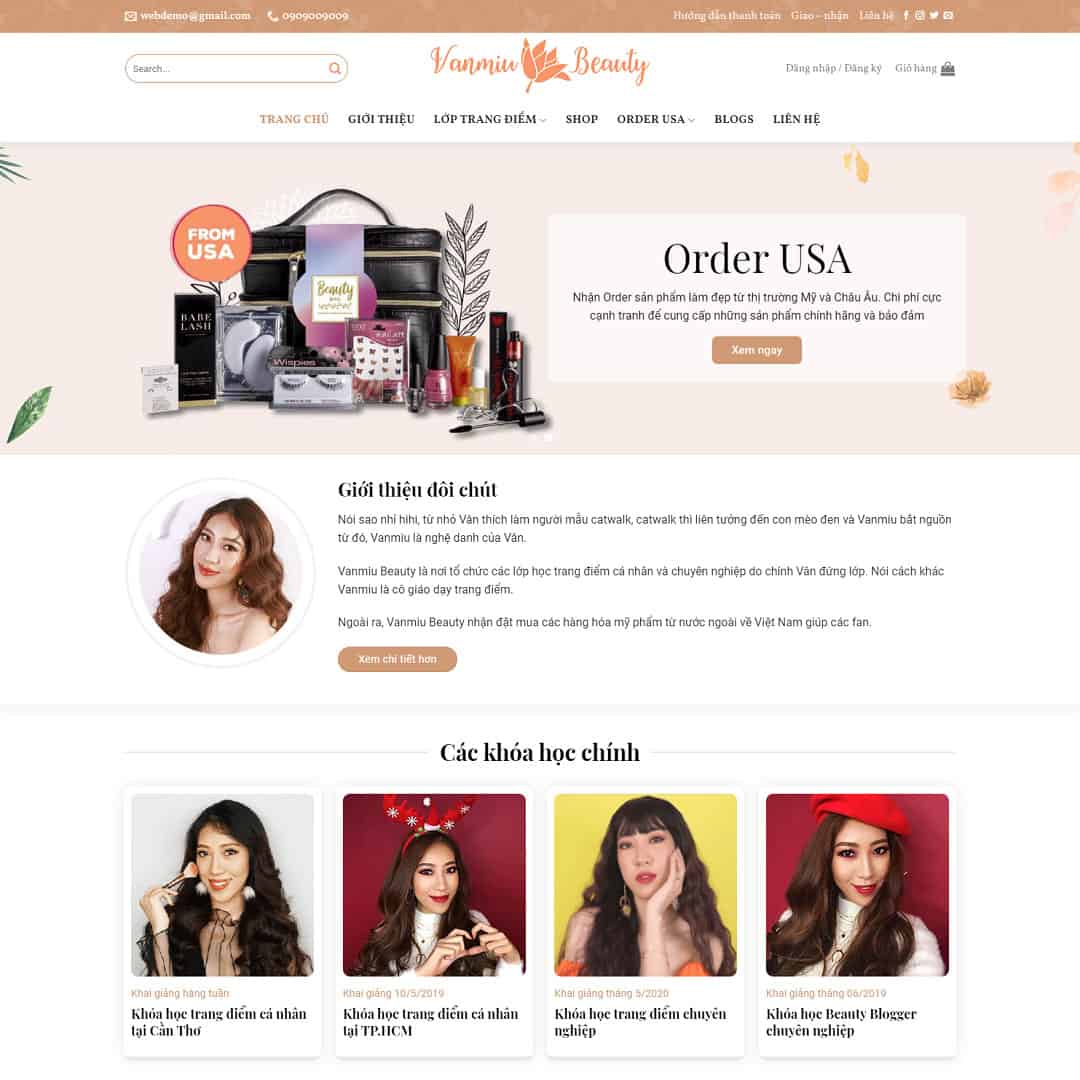 webdemo@gmail.com 0909009009 Hướng dẫn thanh toán Giao – nhận Liên hệ
Search... Vanmiu Beauty Đăng nhập / Đăng ký Giỏ hàng
TRANG CHỦ GIỚI THIỆU LỚP TRANG ĐIỂM SHOP ORDER USA BLOGS LIÊN HỆ
FROM
USA
Beauty
BABE
LASH
Wispies
Order USA
Nhận Order sản phẩm làm đẹp từ thị trường Mỹ và Châu Âu. Chi phí cực
cạnh tranh để cung cấp những sản phẩm chính hãng và bảo đảm
Xem ngay
Giới thiệu đôi chút
Nói sao nhỉ hihi, từ nhỏ Vân thích làm người mẫu catwalk, catwalk thì liên tưởng đến con mèo đen và Vanmiu bắt nguồn
từ đó, Vanmiu là nghệ danh của Vân.
Vanmiu Beauty là nơi tổ chức các lớp học trang điểm cá nhân và chuyên nghiệp do chính Vân đứng lớp. Nói cách khác
Vanmiu là cô giáo dạy trang điểm.
Ngoài ra, Vanmiu Beauty nhận đặt mua các hàng hóa mỹ phẩm từ nước ngoài về Việt Nam giúp các fan.
Xem chi tiết hơn
Các khóa học chính
Khai giảng hàng tuần
Khóa học trang điểm cá nhân
tại Cần Thơ
Khai giảng 10/5/2019
Khóa học trang điểm cá nhân
tại TP.HCM
Khai giảng tháng 5/2020
Khóa học trang điểm chuyên
nghiệp
Khai giảng tháng 06/2019
Khóa học Beauty Blogger
chuyên nghiệp